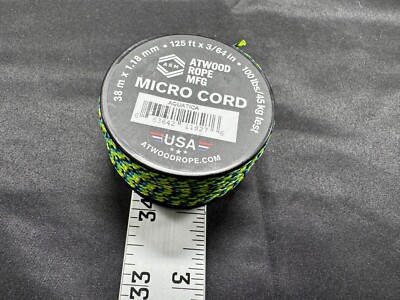 38 m x 1.18 mm • 125 ft x 3/64 in • 100 lbs/45 kg test
ARM
ATWOOD
ROPE
MFG
MICRO CORD
AQUATICA
USA
ATWOODROPE.COM
34
33
3